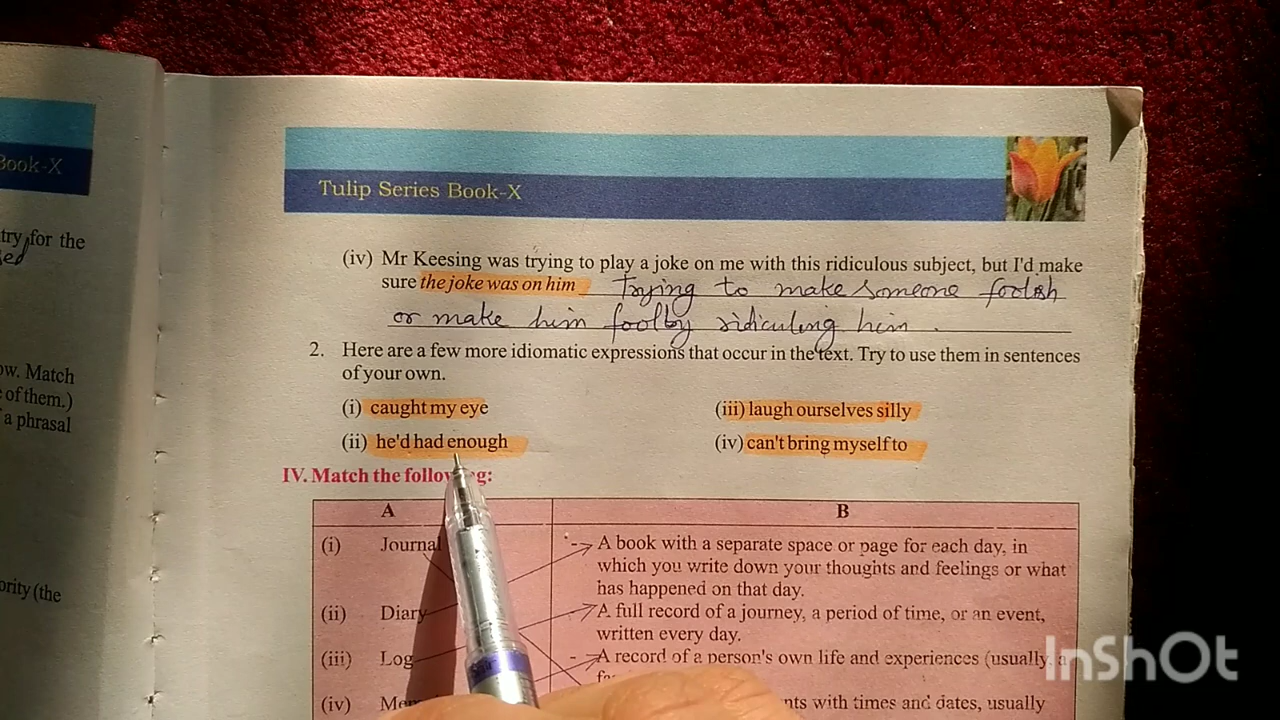 Book-X
try for the
sed
ow. Match
of them.)
a phrasal
ority (the
Tulip Series Book-X
(iv) Mr Keesing was trying to play a joke on me with this ridiculous subject, but I'd make
sure the joke was on him Trying to make someone foolish
or make him fool by ridiculing him.
2. Here are a few more idiomatic expressions that occur in the text. Try to use them in sentences
of your own.
(i) caught my eye (iii) laugh ourselves silly
(ii) he'd had enough (iv) can't bring myself to
IV. Match the following:
A B
(i) Journal A book with a separate space or page for each day, in
which you write down your thoughts and feelings or what
has happened on that day.
(ii) Diary A full record of a journey, a period of time, or an event,
written every day.
(iii) Log A record of a person's own life and experiences (usually, a
(iv) with times and dates, usually
InShOt